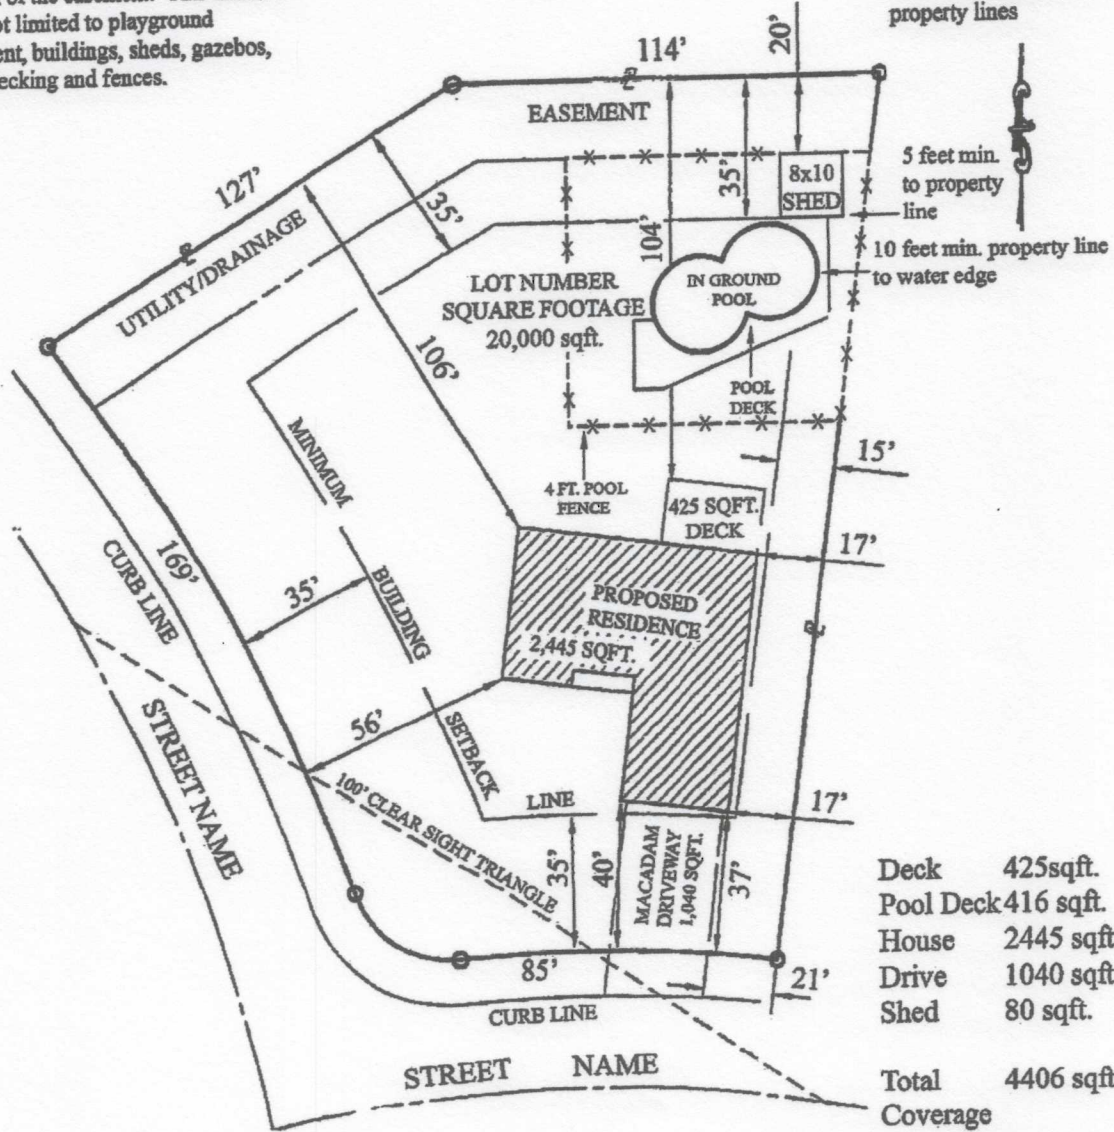 of the easement.
ot limited to playground
ent, buildings, sheds, gazebos,
ecking and fences.
property lines
114'
20'
EASEMENT
127'
35'
UTILITY/DRAINAGE
35'
8x10
SHED
5 feet min.
to property
line
104'
10 feet min. property line
to water edge
LOT NUMBER
SQUARE FOOTAGE
20,000 sqft.
IN GROUND
POOL
106'
POOL
DECK
MINIMUM
BUILDING
SETBACK
LINE
4 FT. POOL
FENCE
425 SQFT.
DECK
15'
17'
169'
CURB LINE
35'
PROPOSED
RESIDENCE
2,445 SQFT.
56'
STREET NAME
100' CLEAR SIGHT TRIANGLE
17'
35'
40'
MACADAM
DRIVEWAY
1,040 SQFT.
37'
85'
21'
CURB LINE
STREET NAME
Deck 425sqft.
Pool Deck 416 sqft.
House 2445 sqft
Drive 1040 sqft
Shed 80 sqft.
Total 4406 sqft
Coverage